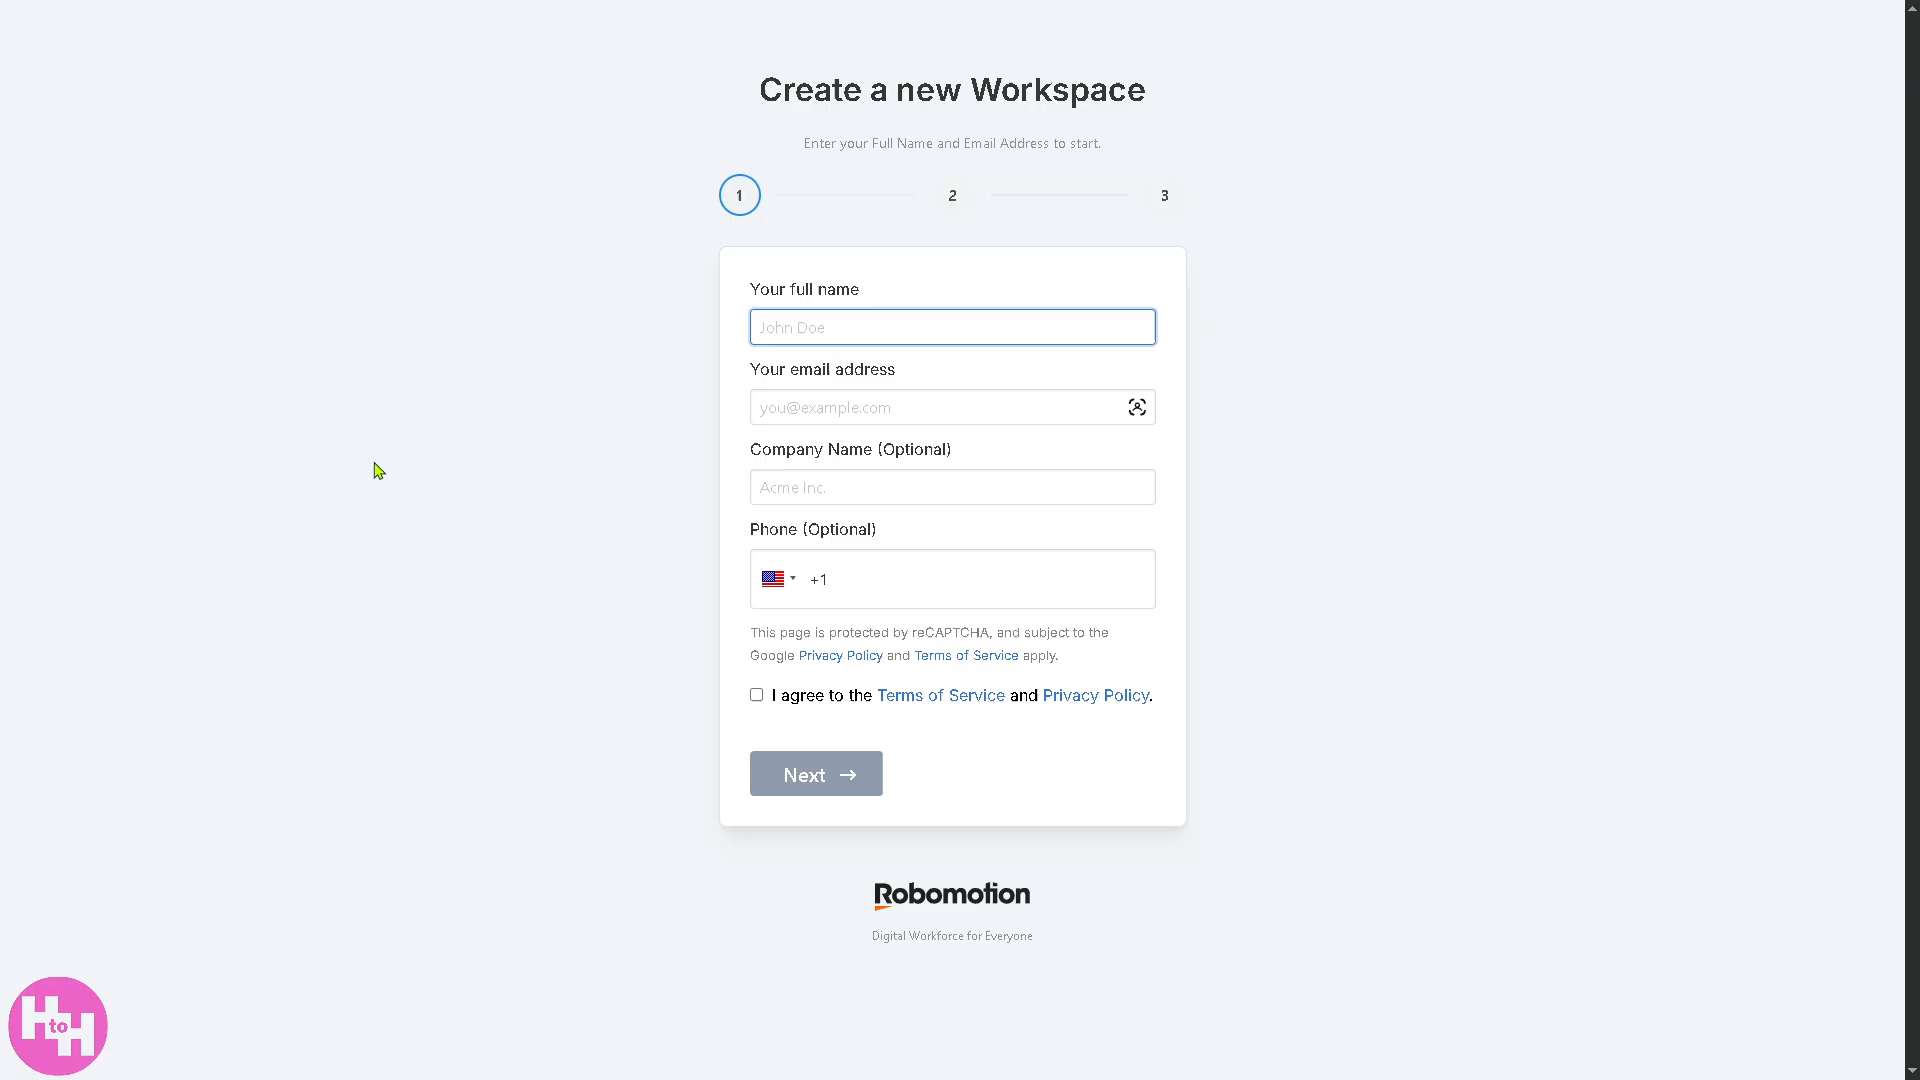 Create a new Workspace
Enter your Full Name and Email Address to start.
1 2 3
Your full name
John Doe
Your email address
you@example.com
Company Name (Optional)
Acme Inc.
Phone (Optional)
+1
This page is protected by reCAPTCHA, and subject to the
Google Privacy Policy and Terms of Service apply.
I agree to the Terms of Service and Privacy Policy.
Next →
Robomotion
Digital Workforce for Everyone
H to H